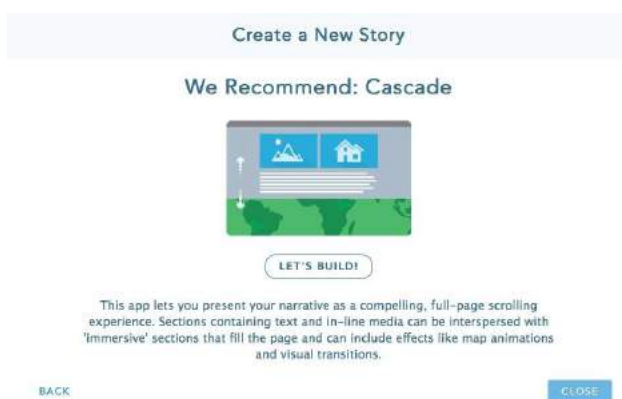 Create a New Story
We Recommend: Cascade
LET'S BUILD!
This app lets you present your narrative as a compelling, full-page scrolling
experience. Sections containing text and in-line media can be interspersed with
'Immersive' sections that fill the page and can include effects like map animations
and visual transitions.
BACK
CLOSE